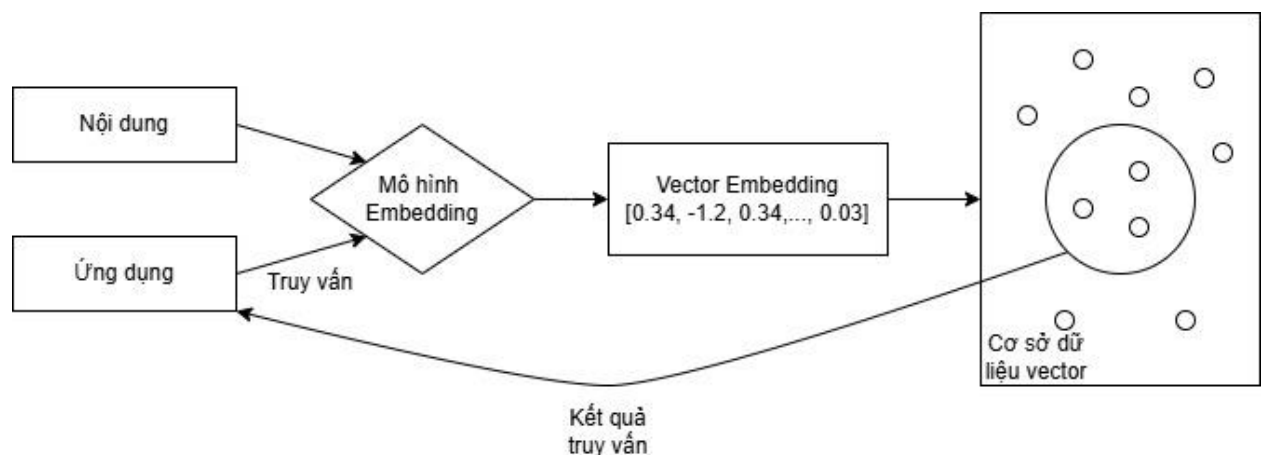 Nội dung
Mô hình
Embedding
Vector Embedding
[0.34, -1.2, 0.34,..., 0.03]
Ứng dụng
Truy vấn
Cơ sở dữ
liệu vector
Kết quả
truy vấn